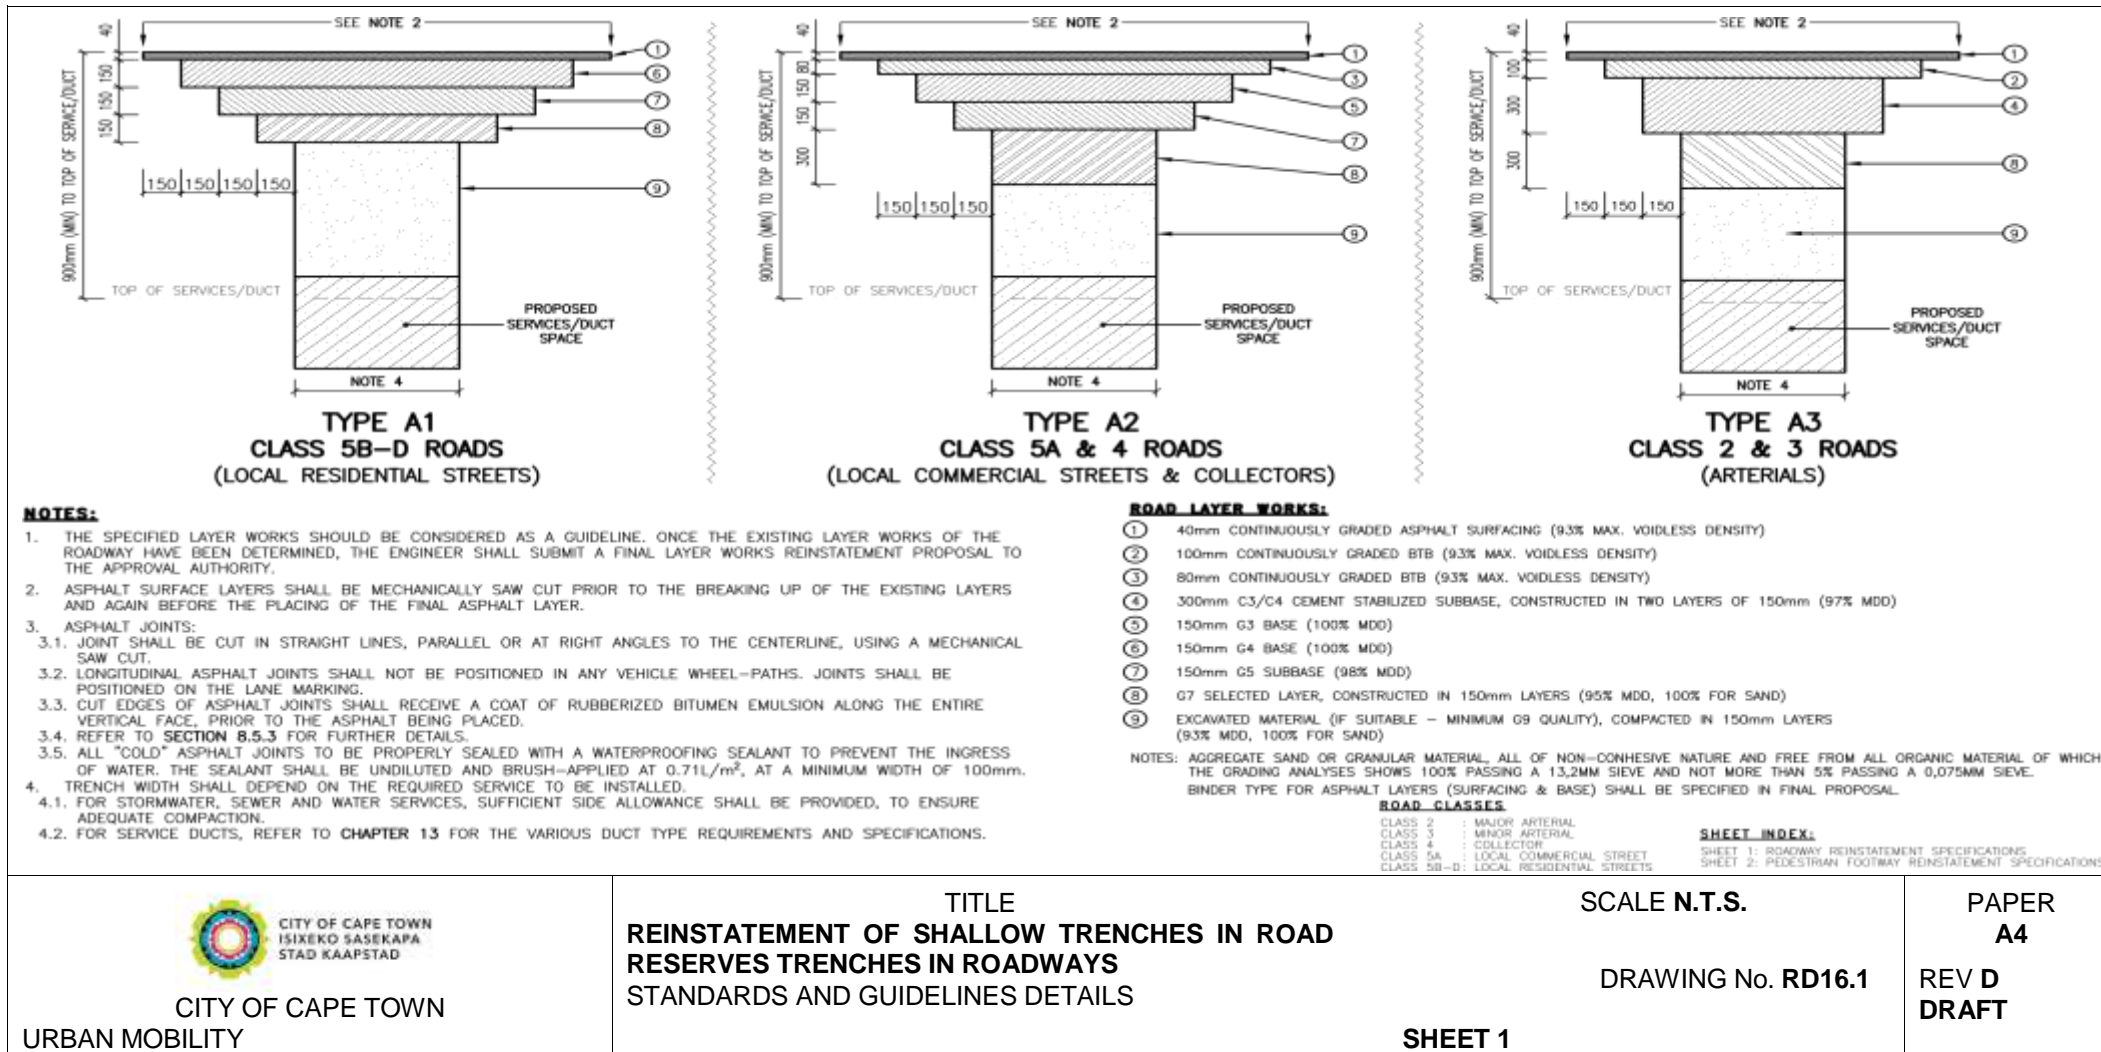 SEE NOTE 2
40
150
150
150
900mm (MIN) TO TOP OF SERVICE/DUCT
150 150 150 150
1
6
7
8
9
TOP OF SERVICES/DUCT
PROPOSED
SERVICES/DUCT
SPACE
NOTE 4
TYPE A1
CLASS 5B-D ROADS
(LOCAL RESIDENTIAL STREETS)
SEE NOTE 2
40
80
150
150
300
900mm (MIN) TO TOP OF SERVICE/DUCT
150 150 150
1
3
5
7
8
9
TOP OF SERVICES/DUCT
PROPOSED
SERVICES/DUCT
SPACE
NOTE 4
TYPE A2
CLASS 5A & 4 ROADS
(LOCAL COMMERCIAL STREETS & COLLECTORS)
SEE NOTE 2
40
100
300
300
900mm (MIN) TO TOP OF SERVICE/DUCT
150 150 150
1
2
4
8
9
TOP OF SERVICES/DUCT
PROPOSED
SERVICES/DUCT
SPACE
NOTE 4
TYPE A3
CLASS 2 & 3 ROADS
(ARTERIALS)
NOTES:
1. THE SPECIFIED LAYER WORKS SHOULD BE CONSIDERED AS A GUIDELINE. ONCE THE EXISTING LAYER WORKS OF THE
ROADWAY HAVE BEEN DETERMINED, THE ENGINEER SHALL SUBMIT A FINAL LAYER WORKS REINSTATEMENT PROPOSAL TO
THE APPROVAL AUTHORITY.
2. ASPHALT SURFACE LAYERS SHALL BE MECHANICALLY SAW CUT PRIOR TO THE BREAKING UP OF THE EXISTING LAYERS
AND AGAIN BEFORE THE PLACING OF THE FINAL ASPHALT LAYER.
3. ASPHALT JOINTS:
3.1. JOINT SHALL BE CUT IN STRAIGHT LINES, PARALLEL OR AT RIGHT ANGLES TO THE CENTERLINE, USING A MECHANICAL
SAW CUT.
3.2. LONGITUDINAL ASPHALT JOINTS SHALL NOT BE POSITIONED IN ANY VEHICLE WHEEL-PATHS. JOINTS SHALL BE
POSITIONED ON THE LANE MARKING.
3.3. CUT EDGES OF ASPHALT JOINTS SHALL RECEIVE A COAT OF RUBBERIZED BITUMEN EMULSION ALONG THE ENTIRE
VERTICAL FACE, PRIOR TO THE ASPHALT BEING PLACED.
3.4. REFER TO SECTION 8.5.3 FOR FURTHER DETAILS.
3.5. ALL "COLD" ASPHALT JOINTS TO BE PROPERLY SEALED WITH A WATERPROOFING SEALANT TO PREVENT THE INGRESS
OF WATER. THE SEALANT SHALL BE UNDILUTED AND BRUSH-APPLIED AT 0.71L/m², AT A MINIMUM WIDTH OF 100mm.
4. TRENCH WIDTH SHALL DEPEND ON THE REQUIRED SERVICE TO BE INSTALLED.
4.1. FOR STORMWATER, SEWER AND WATER SERVICES, SUFFICIENT SIDE ALLOWANCE SHALL BE PROVIDED, TO ENSURE
ADEQUATE COMPACTION.
4.2. FOR SERVICE DUCTS, REFER TO CHAPTER 13 FOR THE VARIOUS DUCT TYPE REQUIREMENTS AND SPECIFICATIONS.
ROAD LAYER WORKS:
1 40mm CONTINUOUSLY GRADED ASPHALT SURFACING (93% MAX. VOIDLESS DENSITY)
2 100mm CONTINUOUSLY GRADED BTB (93% MAX. VOIDLESS DENSITY)
3 80mm CONTINUOUSLY GRADED BTB (93% MAX. VOIDLESS DENSITY)
4 300mm C3/C4 CEMENT STABILIZED SUBBASE, CONSTRUCTED IN TWO LAYERS OF 150mm (97% MDD)
5 150mm G3 BASE (100% MDD)
6 150mm G4 BASE (100% MDD)
7 150mm G5 SUBBASE (98% MDD)
8 G7 SELECTED LAYER, CONSTRUCTED IN 150mm LAYERS (95% MDD, 100% FOR SAND)
9 EXCAVATED MATERIAL (IF SUITABLE - MINIMUM G9 QUALITY), COMPACTED IN 150mm LAYERS
(93% MDD, 100% FOR SAND)
NOTES: AGGREGATE SAND OR GRANULAR MATERIAL, ALL OF NON-CONHESIVE NATURE AND FREE FROM ALL ORGANIC MATERIAL OF WHICH
THE GRADING ANALYSES SHOWS 100% PASSING A 13,2MM SIEVE AND NOT MORE THAN 5% PASSING A 0,075MM SIEVE.
BINDER TYPE FOR ASPHALT LAYERS (SURFACING & BASE) SHALL BE SPECIFIED IN FINAL PROPOSAL.
ROAD CLASSES
CLASS 2 : MAJOR ARTERIAL
CLASS 3 : MINOR ARTERIAL
CLASS 4 : COLLECTOR
CLASS 5A : LOCAL COMMERCIAL STREET
CLASS 5B-D: LOCAL RESIDENTIAL STREETS
SHEET INDEX:
SHEET 1: ROADWAY REINSTATEMENT SPECIFICATIONS
SHEET 2: PEDESTRIAN FOOTWAY REINSTATEMENT SPECIFICATIONS
CITY OF CAPE TOWN
ISIXEKO SASEKAPA
STAD KAAPSTAD
CITY OF CAPE TOWN
URBAN MOBILITY
TITLE
REINSTATEMENT OF SHALLOW TRENCHES IN ROAD
RESERVES TRENCHES IN ROADWAYS
STANDARDS AND GUIDELINES DETAILS
SCALE N.T.S.
DRAWING No. RD16.1
SHEET 1
PAPER
A4
REV D
DRAFT